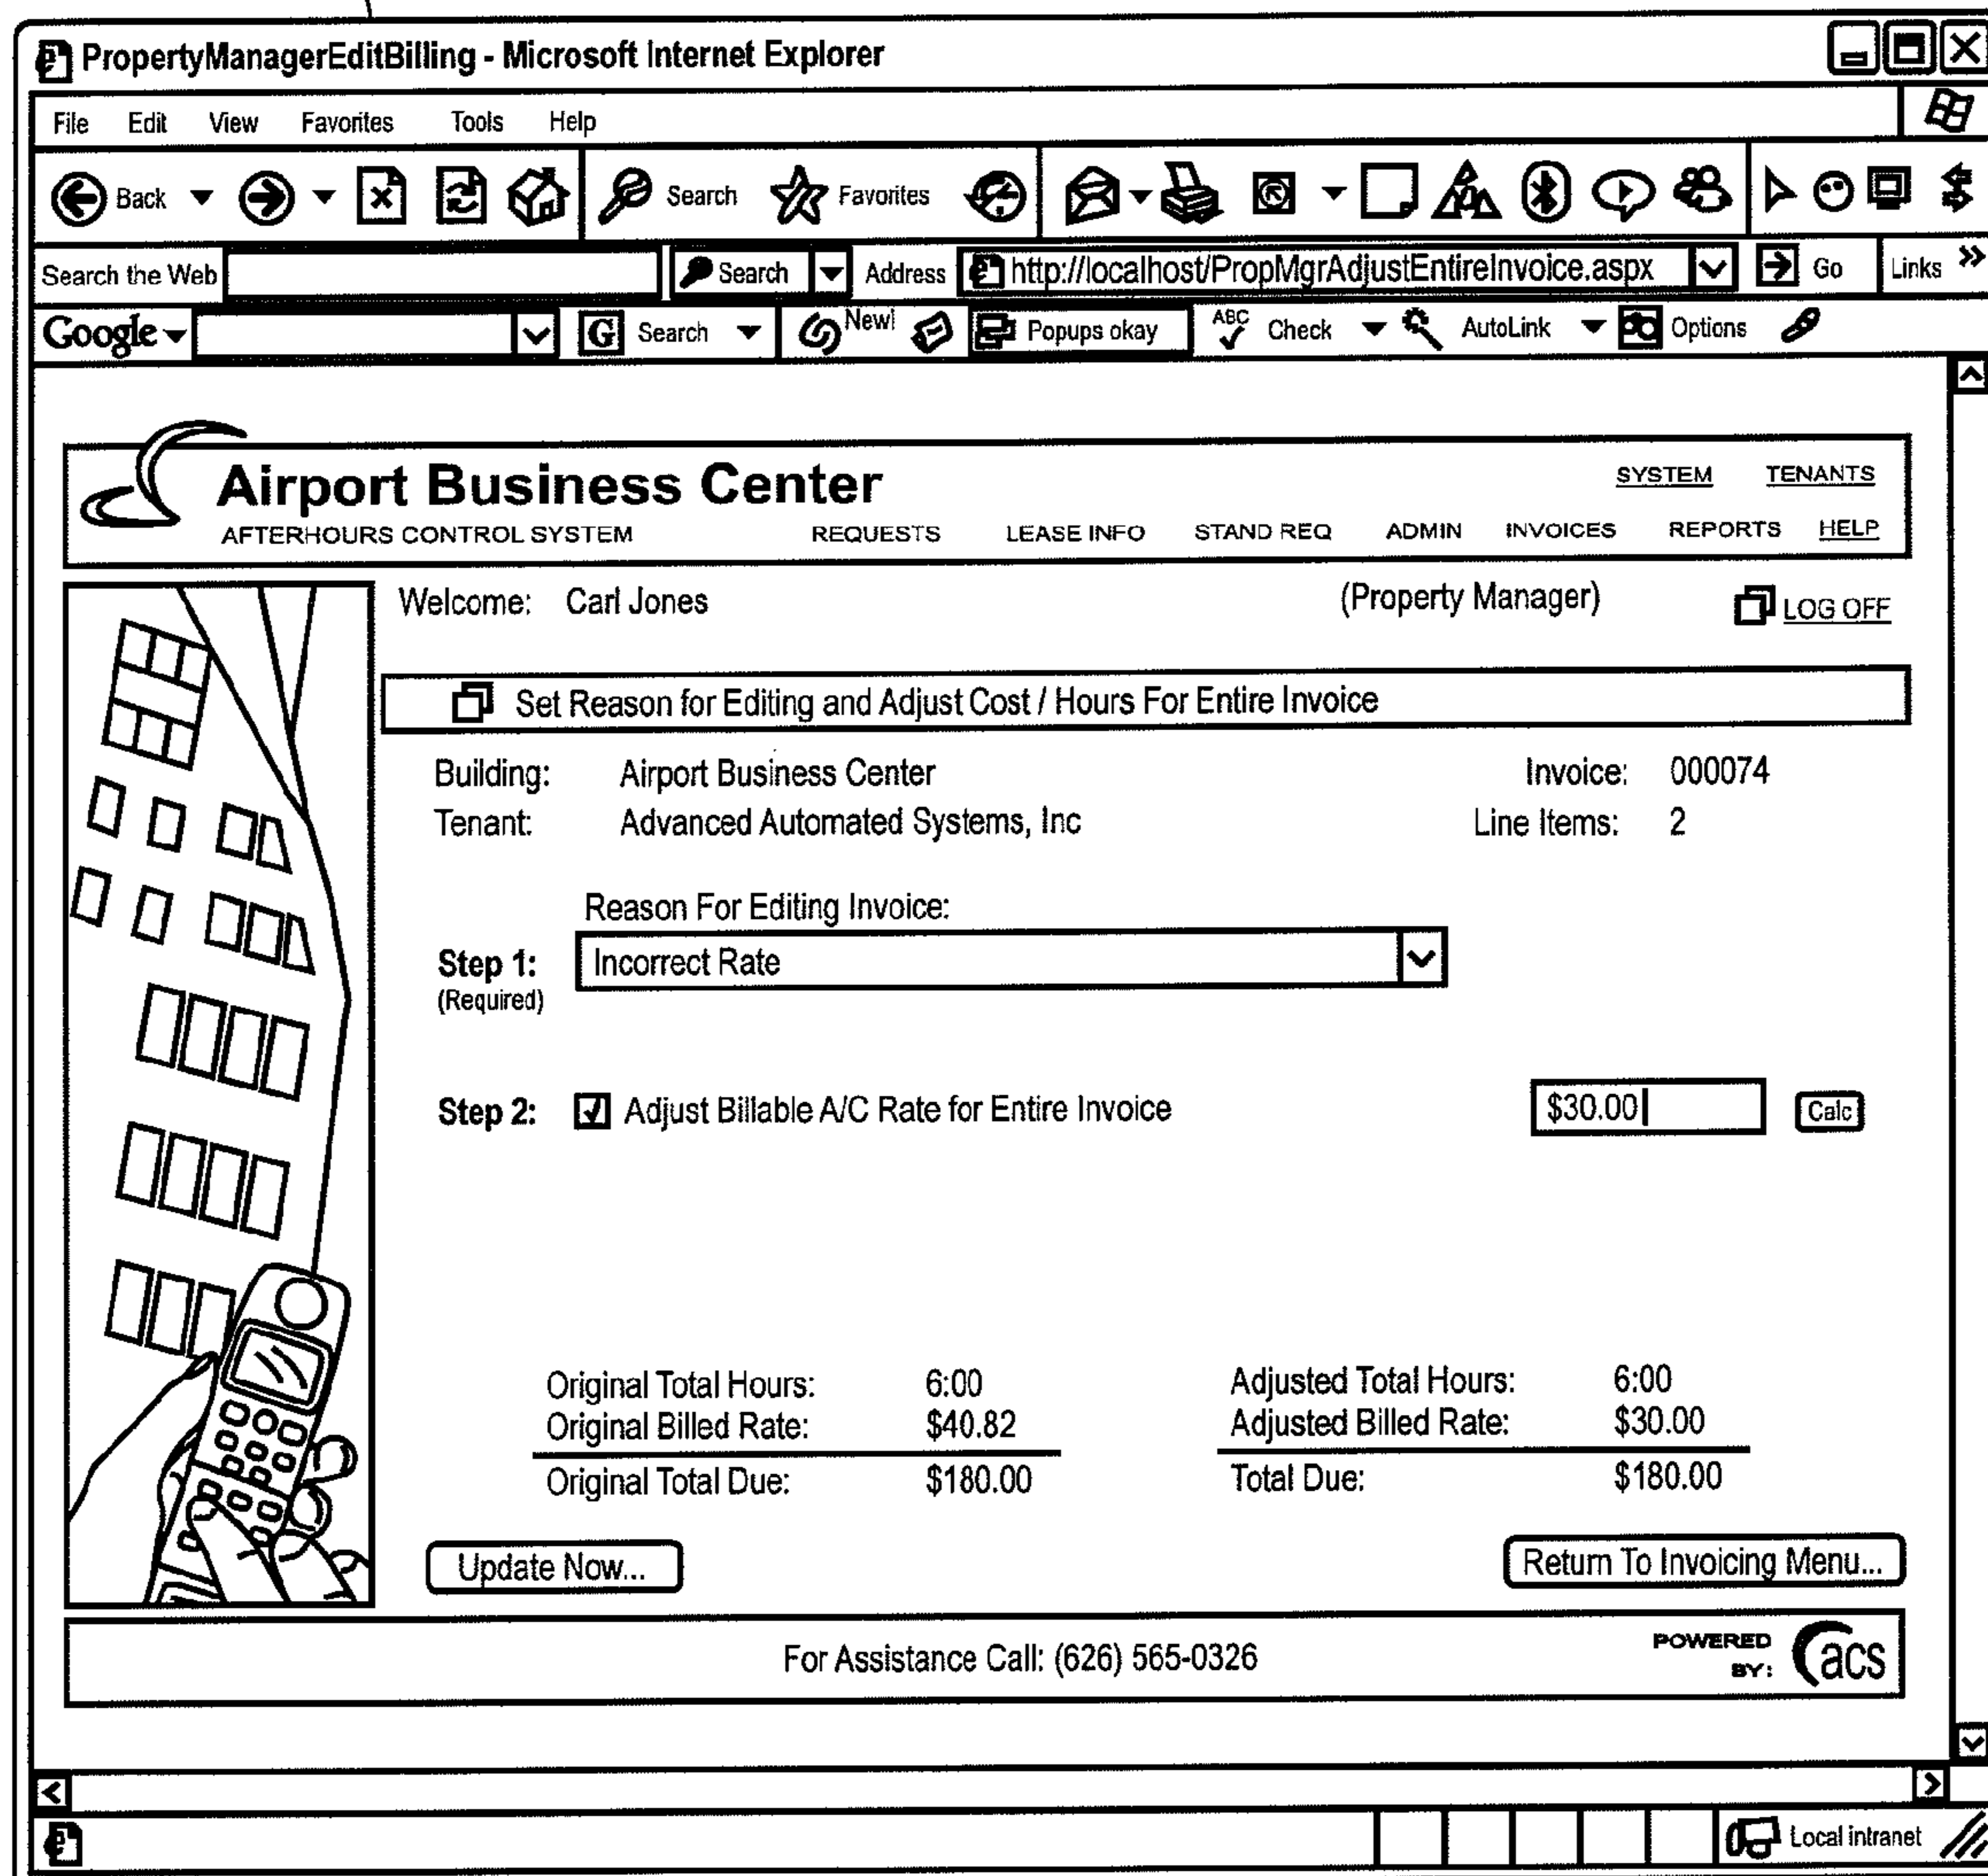 PropertyManagerEditBilling - Microsoft Internet Explorer
File Edit View Favorites Tools Help
Back Search Favorites
Search the Web Search Address http://localhost/PropMgrAdjustEntireInvoice.aspx Go Links »
Google G Search New! Popups okay ABC Check AutoLink Options
Airport Business Center SYSTEM TENANTS
AFTERHOURS CONTROL SYSTEM REQUESTS LEASE INFO STAND REQ ADMIN INVOICES REPORTS HELP
Welcome: Carl Jones (Property Manager) LOG OFF
Set Reason for Editing and Adjust Cost / Hours For Entire Invoice
Building: Airport Business Center Invoice: 000074
Tenant: Advanced Automated Systems, Inc Line Items: 2
Reason For Editing Invoice:
Step 1: Incorrect Rate
(Required)
Step 2: Adjust Billable A/C Rate for Entire Invoice $30.00 Calc
Original Total Hours: 6:00 Adjusted Total Hours: 6:00
Original Billed Rate: $40.82 Adjusted Billed Rate: $30.00
Original Total Due: $180.00 Total Due: $180.00
Update Now... Return To Invoicing Menu...
For Assistance Call: (626) 565-0326 POWERED BY: acs
Local intranet